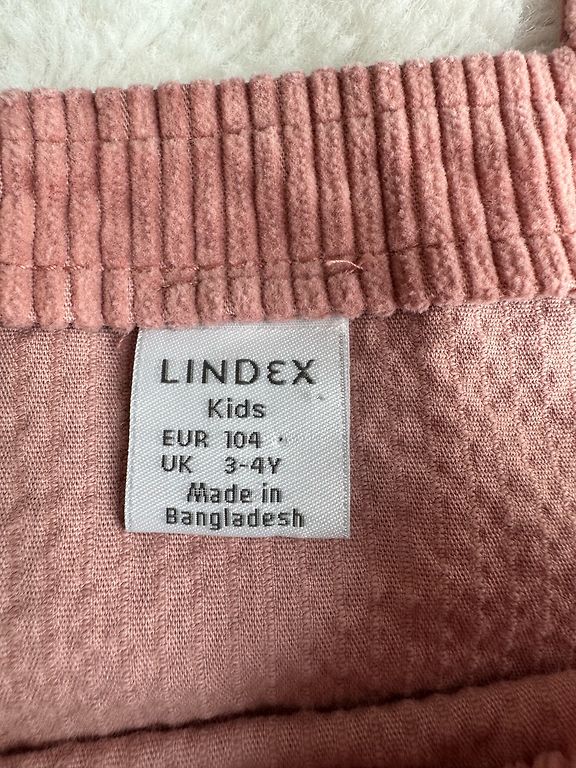 LINDEX
Kids
EUR 104
UK 3-4Y
Made in
Bangladesh